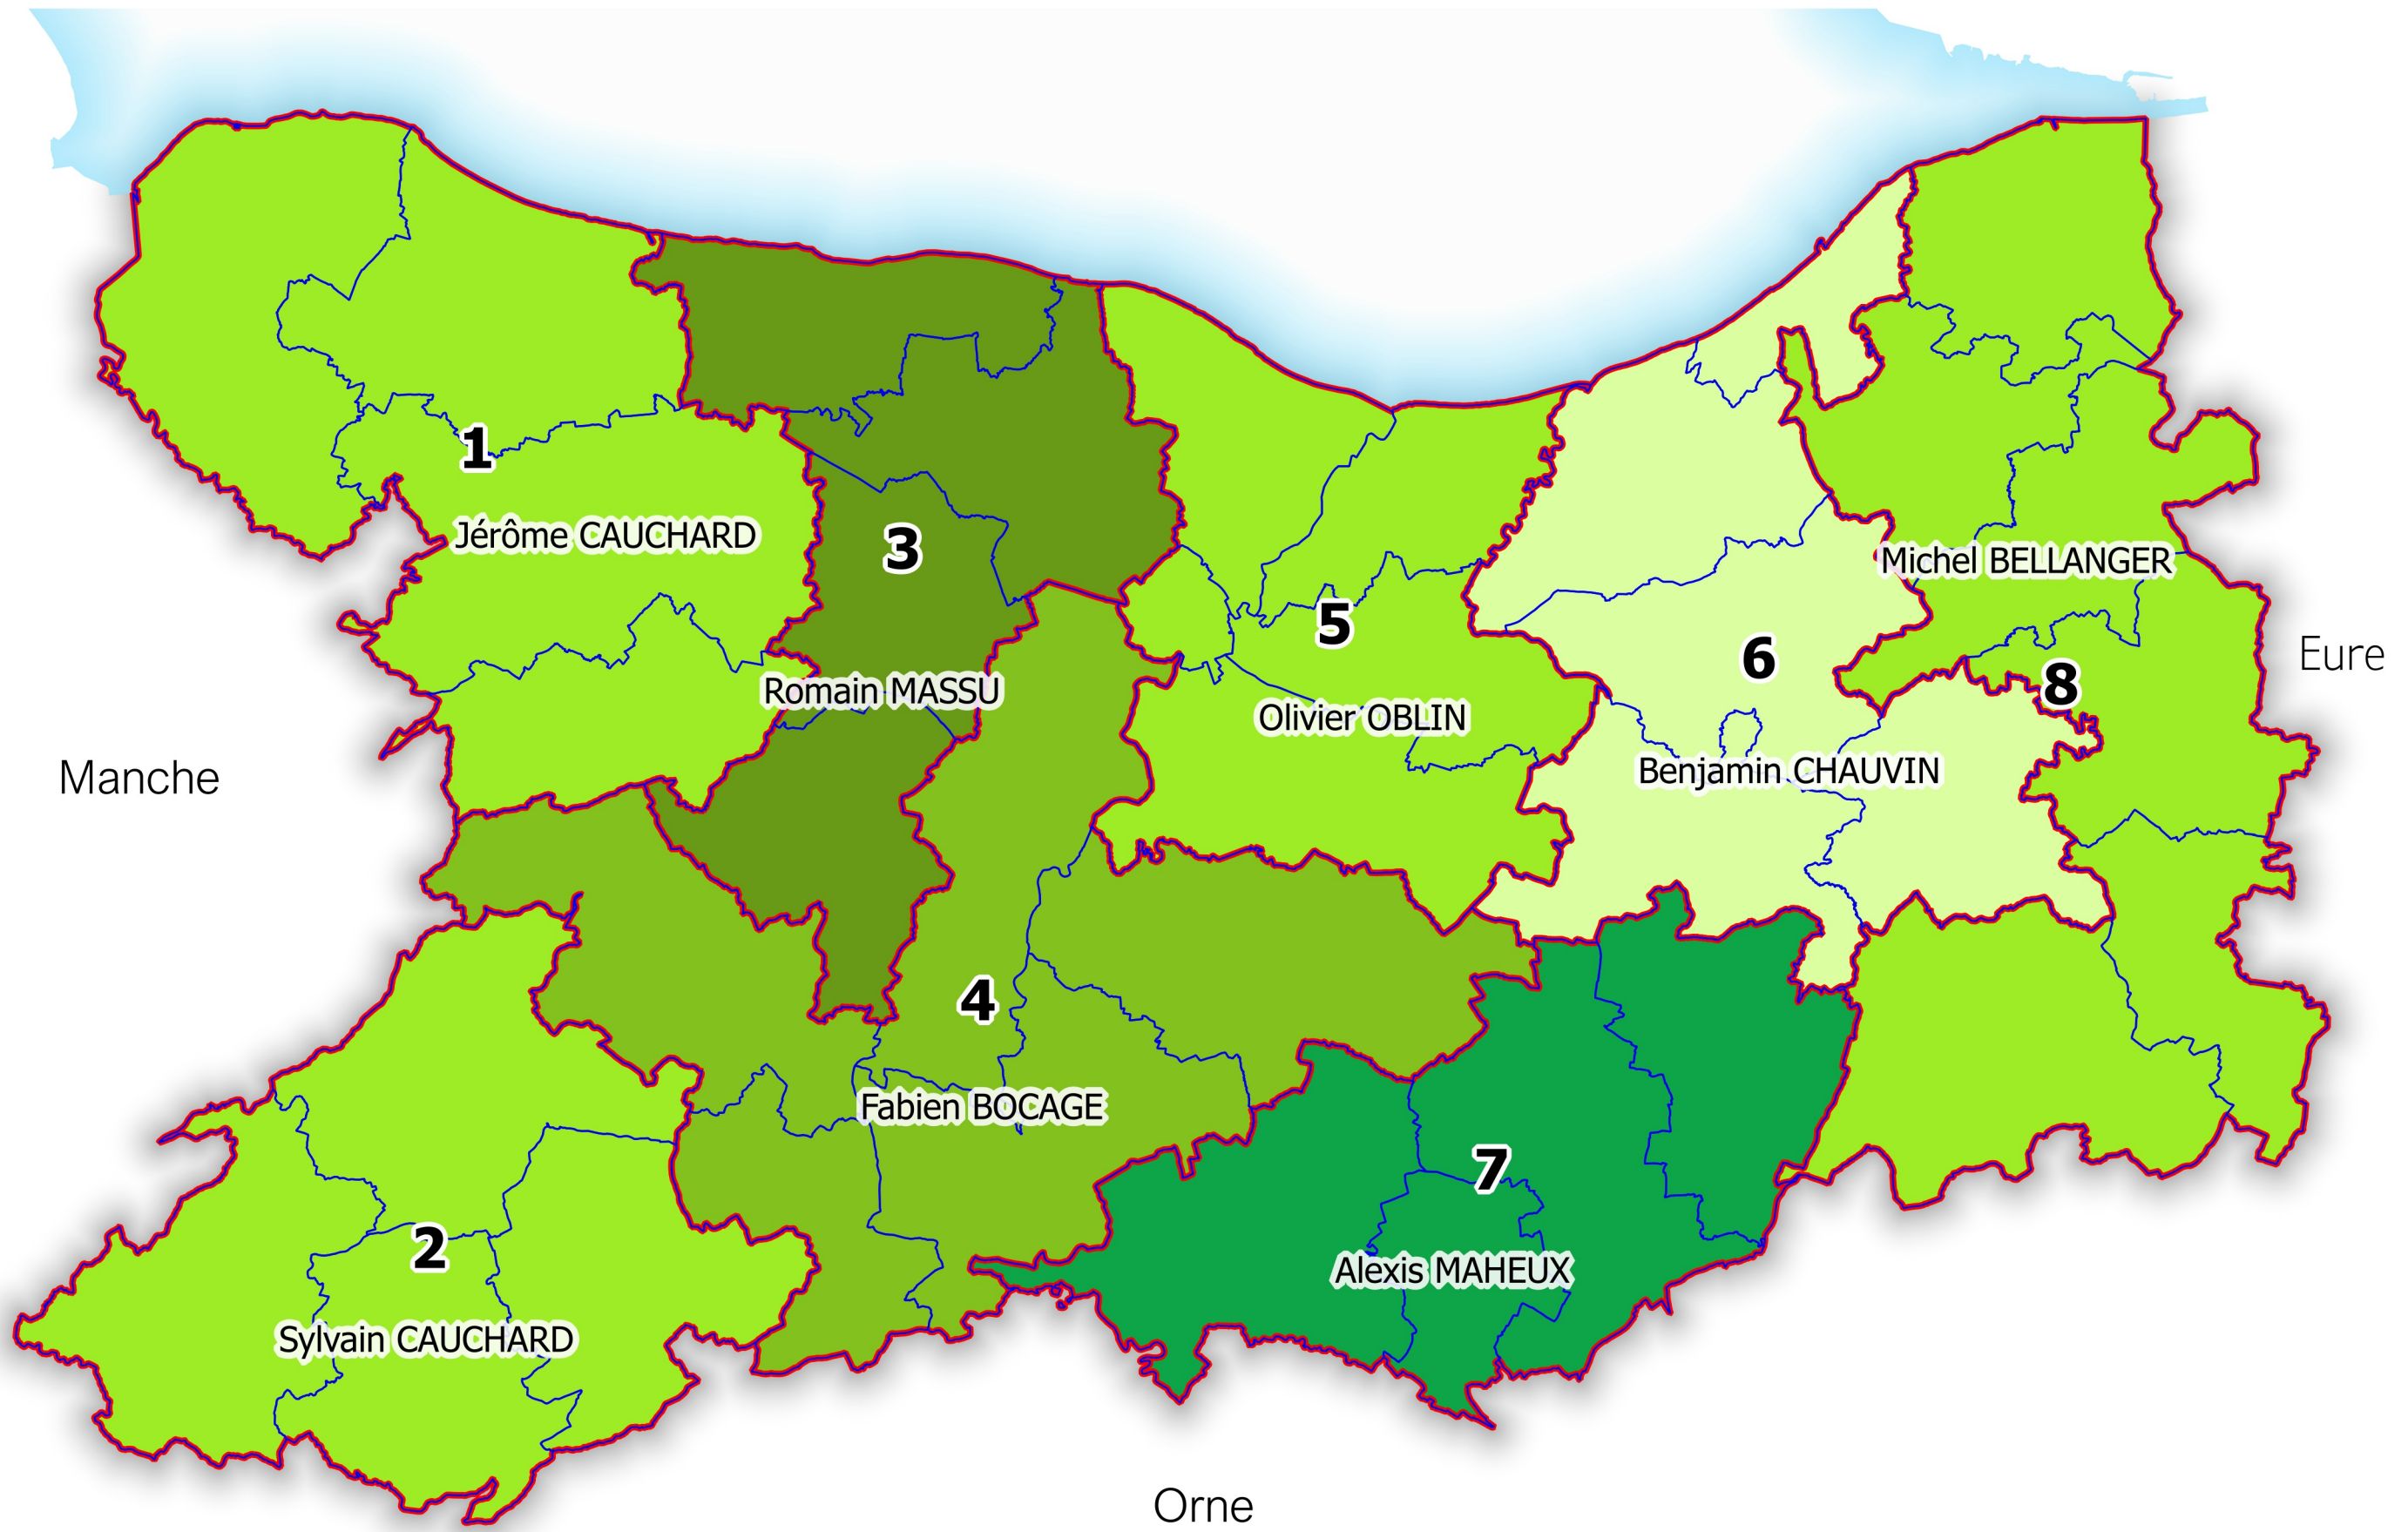 1
Jérôme CAUCHARD
3
5
Michel BELLANGER
6
Eure
8
Romain MASSU
Olivier OBLIN
Benjamin CHAUVIN
Manche
4
Fabien BOCAGE
7
2
Alexis MAHEUX
Sylvain CAUCHARD
Orne